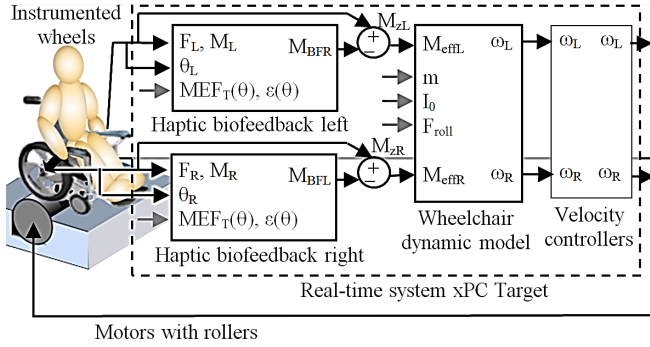 Instrumented
wheels
F_L, M_L
θ_L
MEF_T(θ), ε(θ)
M_BFR
Haptic biofeedback left
M_zL
+
−
M_effL
m
I_0
F_roll
M_effR
ω_L
ω_R
Wheelchair
dynamic model
ω_L ω_L
ω_R ω_R
Velocity
controllers
F_R, M_R
θ_R
MEF_T(θ), ε(θ)
M_BFL
Haptic biofeedback right
M_zR
+
−
Real-time system xPC Target
Motors with rollers